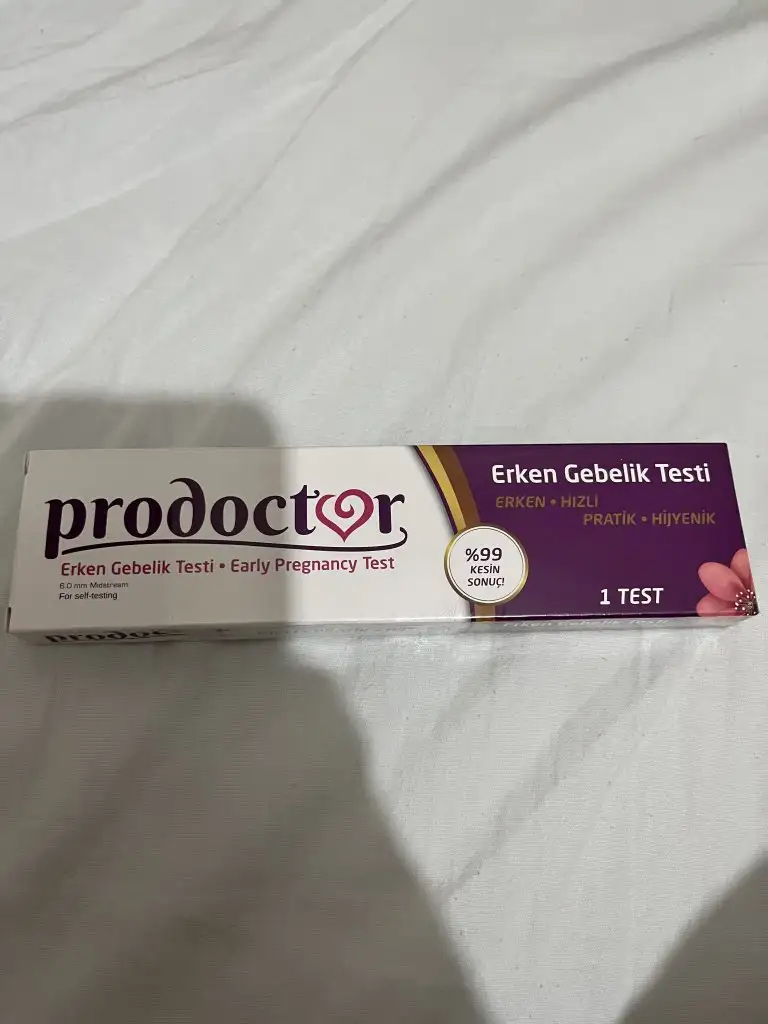 prodoctor
Erken Gebelik Testi • Early Pregnancy Test
6.0 mm Midstream
For self-testing
%99
KESİN
SONUÇ!
Erken Gebelik Testi
ERKEN • HIZLI
PRATİK • HİJYENİK
1 TEST